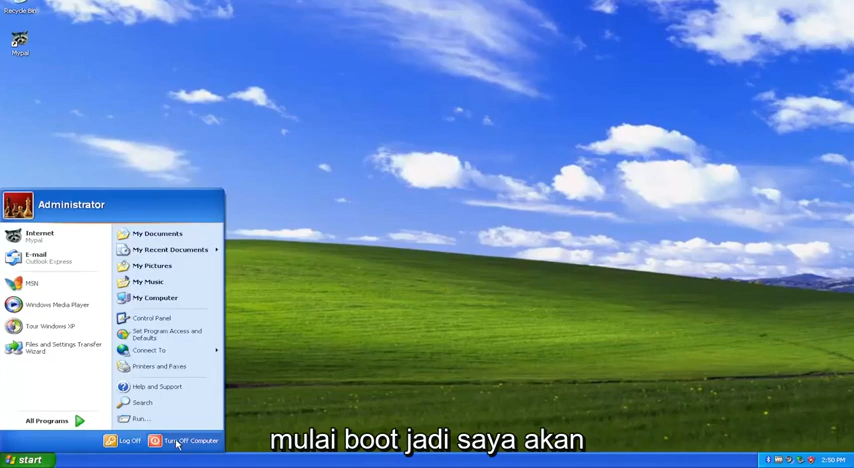 Recycle Bin
Mypal
Administrator
Internet
Mypal
E-mail
Outlook Express
MSN
Windows Media Player
Tour Windows XP
Files and Settings Transfer
Wizard
All Programs
My Documents
My Recent Documents
My Pictures
My Music
My Computer
Control Panel
Set Program Access and
Defaults
Connect To
Printers and Faxes
Help and Support
Search
Run...
Log Off
Turn Off Computer
mulai boot jadi saya akan
start
2:50 PM